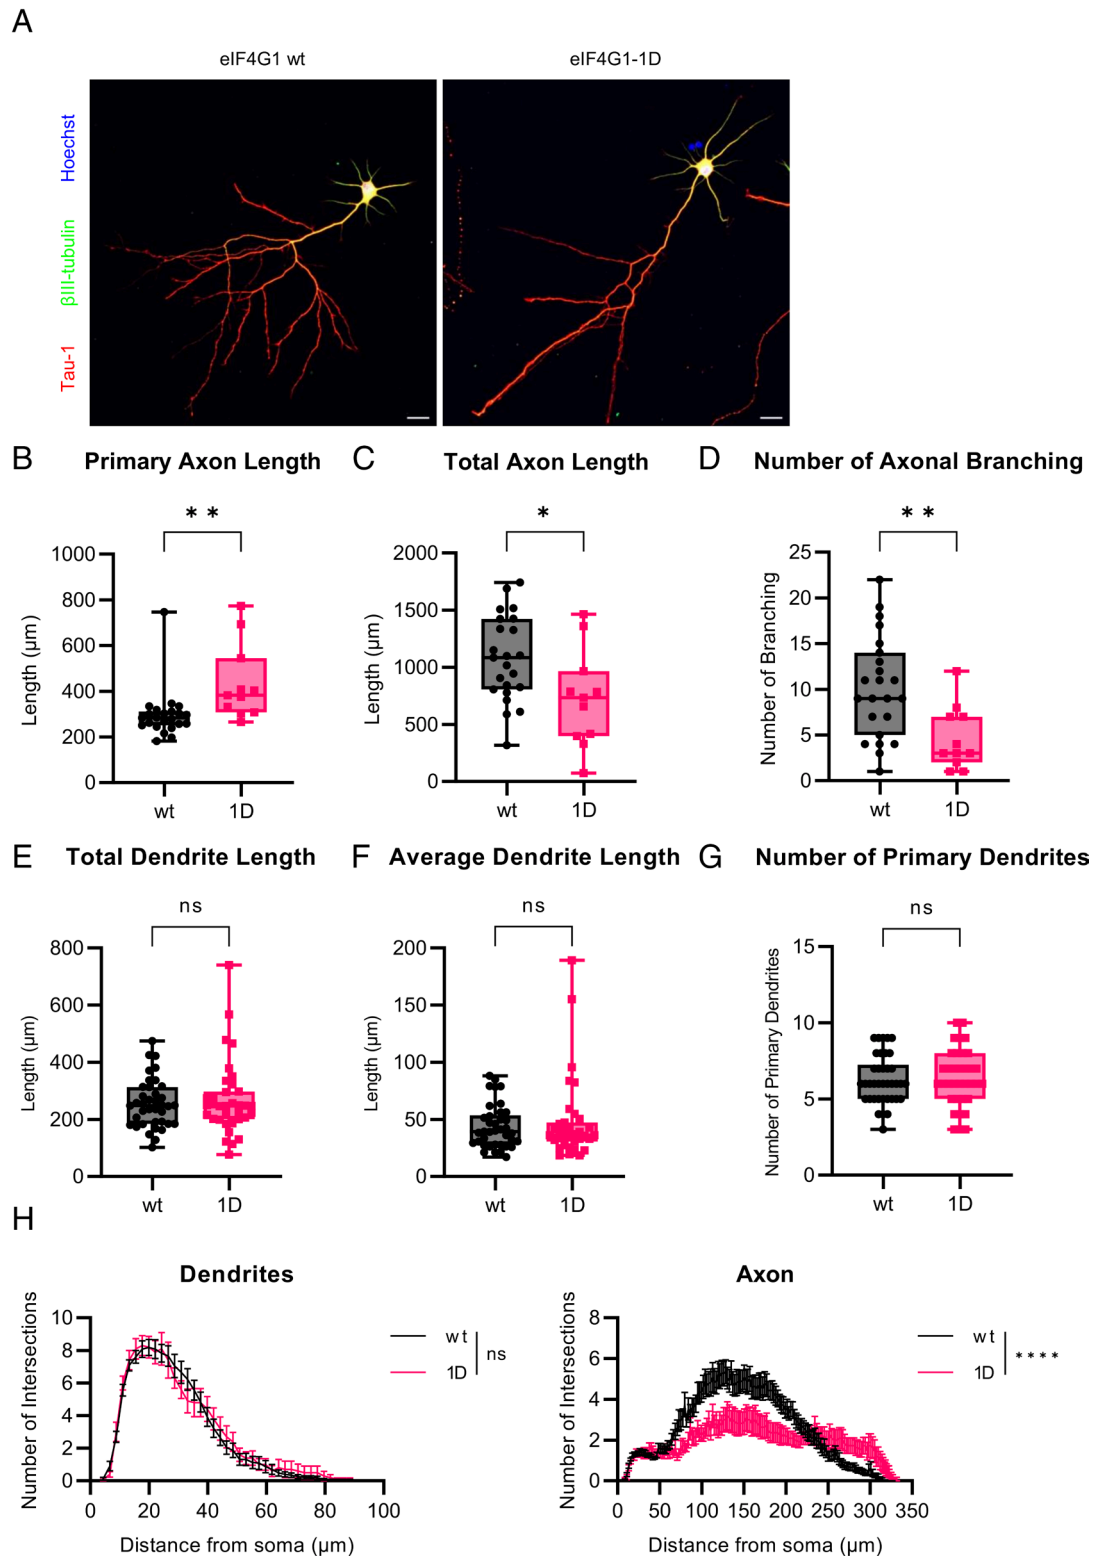 A
eIF4G1 wt
eIF4G1-1D
Hoechst
βIII-tubulin
Tau-1
B
Primary Axon Length
C
Total Axon Length
D
Number of Axonal Branching
**
*
**
Length (µm)
1000
800
600
400
200
0
wt
1D
Length (µm)
2000
1500
1000
500
0
wt
1D
Number of Branching
25
20
15
10
5
0
wt
1D
E
Total Dendrite Length
F
Average Dendrite Length
G
Number of Primary Dendrites
ns
ns
ns
Length (µm)
800
600
400
200
0
wt
1D
Length (µm)
200
150
100
50
0
wt
1D
Number of Primary Dendrites
15
10
5
0
wt
1D
H
Dendrites
Number of Intersections
10
8
6
4
2
0
0 20 40 60 80 100
Distance from soma (µm)
wt
1D
ns
Axon
Number of Intersections
8
6
4
2
0
0 50 100 150 200 250 300 350
Distance from soma (µm)
wt
1D
****